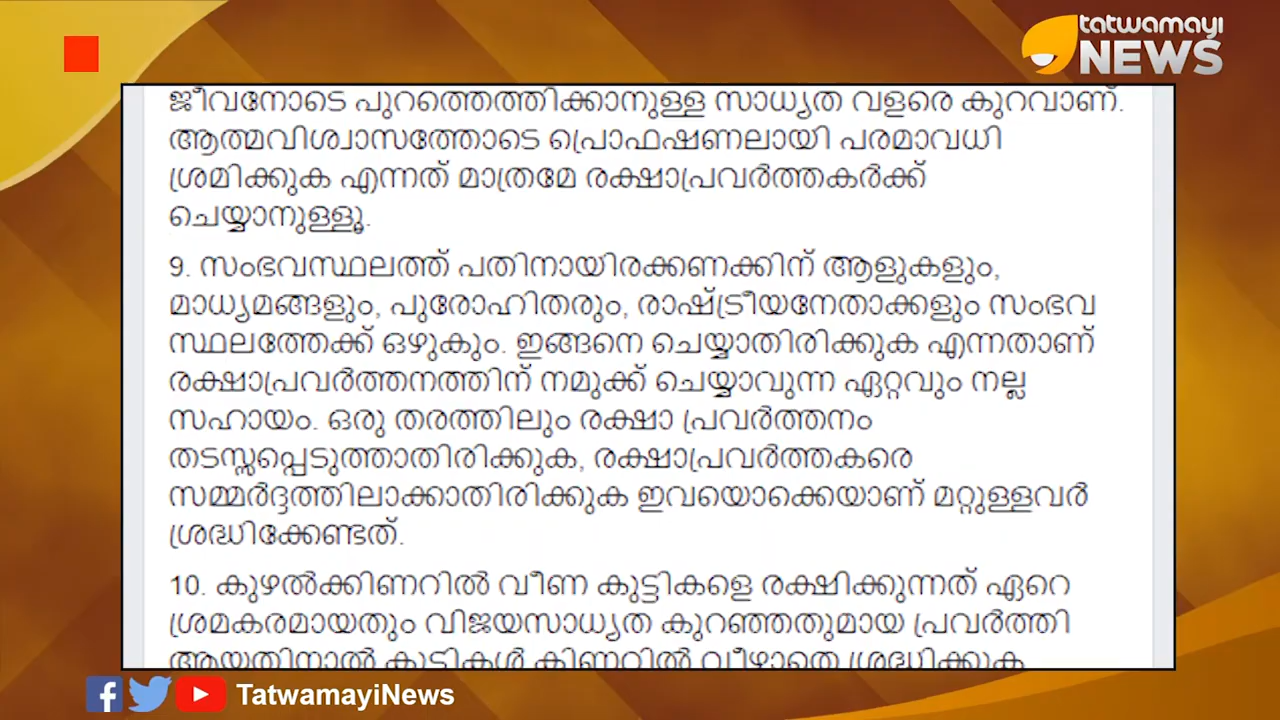 tatwamayi
NEWS
ജീവനോടെ പുറത്തെത്തിക്കാനുള്ള സാധ്യത വളരെ കുറവാണ്.
ആത്മവിശ്വാസത്തോടെ പ്രൊഫഷണലായി പരമാവധി
ശ്രമിക്കുക എന്നത് മാത്രമേ രക്ഷാപ്രവർത്തകർക്ക്
ചെയ്യാനുള്ളൂ.
9. സംഭവസ്ഥലത്ത് പതിനായിരക്കണക്കിന് ആളുകളും,
മാധ്യമങ്ങളും, പുരോഹിതരും, രാഷ്ട്രീയനേതാക്കളും സംഭവ
സ്ഥലത്തേക്ക് ഒഴുകും. ഇങ്ങനെ ചെയ്യാതിരിക്കുക എന്നതാണ്
രക്ഷാപ്രവർത്തനത്തിന് നമുക്ക് ചെയ്യാവുന്ന ഏറ്റവും നല്ല
സഹായം. ഒരു തരത്തിലും രക്ഷാ പ്രവർത്തനം
തടസ്സപ്പെടുത്താതിരിക്കുക, രക്ഷാപ്രവർത്തകരെ
സമ്മർദ്ദത്തിലാക്കാതിരിക്കുക ഇവയൊക്കെയാണ് മറ്റുള്ളവർ
ശ്രദ്ധിക്കേണ്ടത്.
10. കുഴൽക്കിണറിൽ വീണ കുട്ടികളെ രക്ഷിക്കുന്നത് ഏറെ
ശ്രമകരമായതും വിജയസാധ്യത കുറഞ്ഞതുമായ പ്രവർത്തി
ആയതിനാൽ കുട്ടികൾ കിണറിൽ വീഴാതെ ശ്രദ്ധിക്കുക
TatwamayiNews